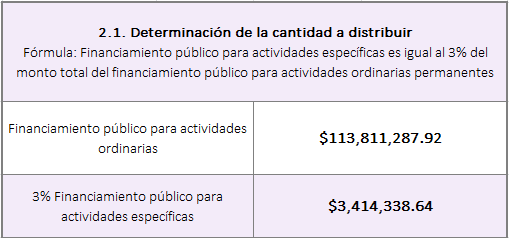 2.1. Determinación de la cantidad a distribuir
Fórmula: Financiamiento público para actividades específicas es igual al 3% del
monto total del financiamiento público para actividades ordinarias permanentes
Financiamiento público para actividades
ordinarias
$113,811,287.92
3% Financiamiento público para
actividades específicas
$3,414,338.64